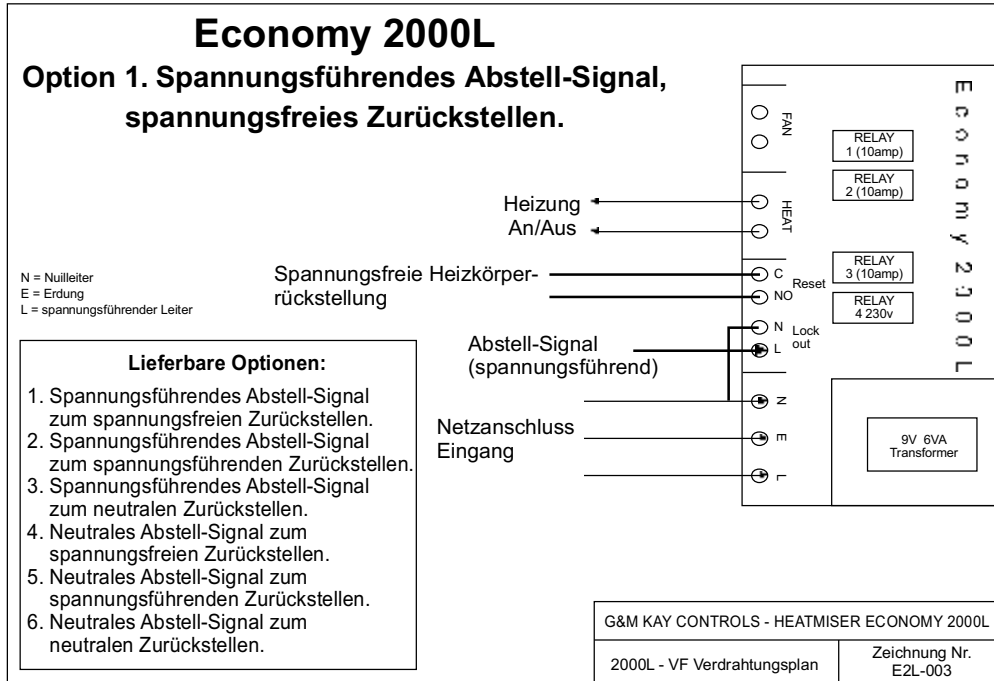 Economy 2000L
Option 1. Spannungsführendes Abstell-Signal,
spannungsfreies Zurückstellen.
Economy 2000L
FAN
RELAY
1 (10amp)
RELAY
2 (10amp)
Heizung
An/Aus
HEAT
N = Nuilleiter
E = Erdung
L = spannungsführender Leiter
Spannungsfreie Heizkörper-
rückstellung
C
NO
Reset
RELAY
3 (10amp)
RELAY
4 230v
Abstell-Signal
(spannungsführend)
N
L
Lock
out
Netzanschluss
Eingang
N
E
L
9V 6VA
Transformer
Lieferbare Optionen:
1. Spannungsführendes Abstell-Signal
zum spannungsfreien Zurückstellen.
2. Spannungsführendes Abstell-Signal
zum spannungsführenden Zurückstellen.
3. Spannungsführendes Abstell-Signal
zum neutralen Zurückstellen.
4. Neutrales Abstell-Signal zum
spannungsfreien Zurückstellen.
5. Neutrales Abstell-Signal zum
spannungsführenden Zurückstellen.
6. Neutrales Abstell-Signal zum
neutralen Zurückstellen.
G&M KAY CONTROLS - HEATMISER ECONOMY 2000L
2000L - VF Verdrahtungsplan
Zeichnung Nr.
E2L-003